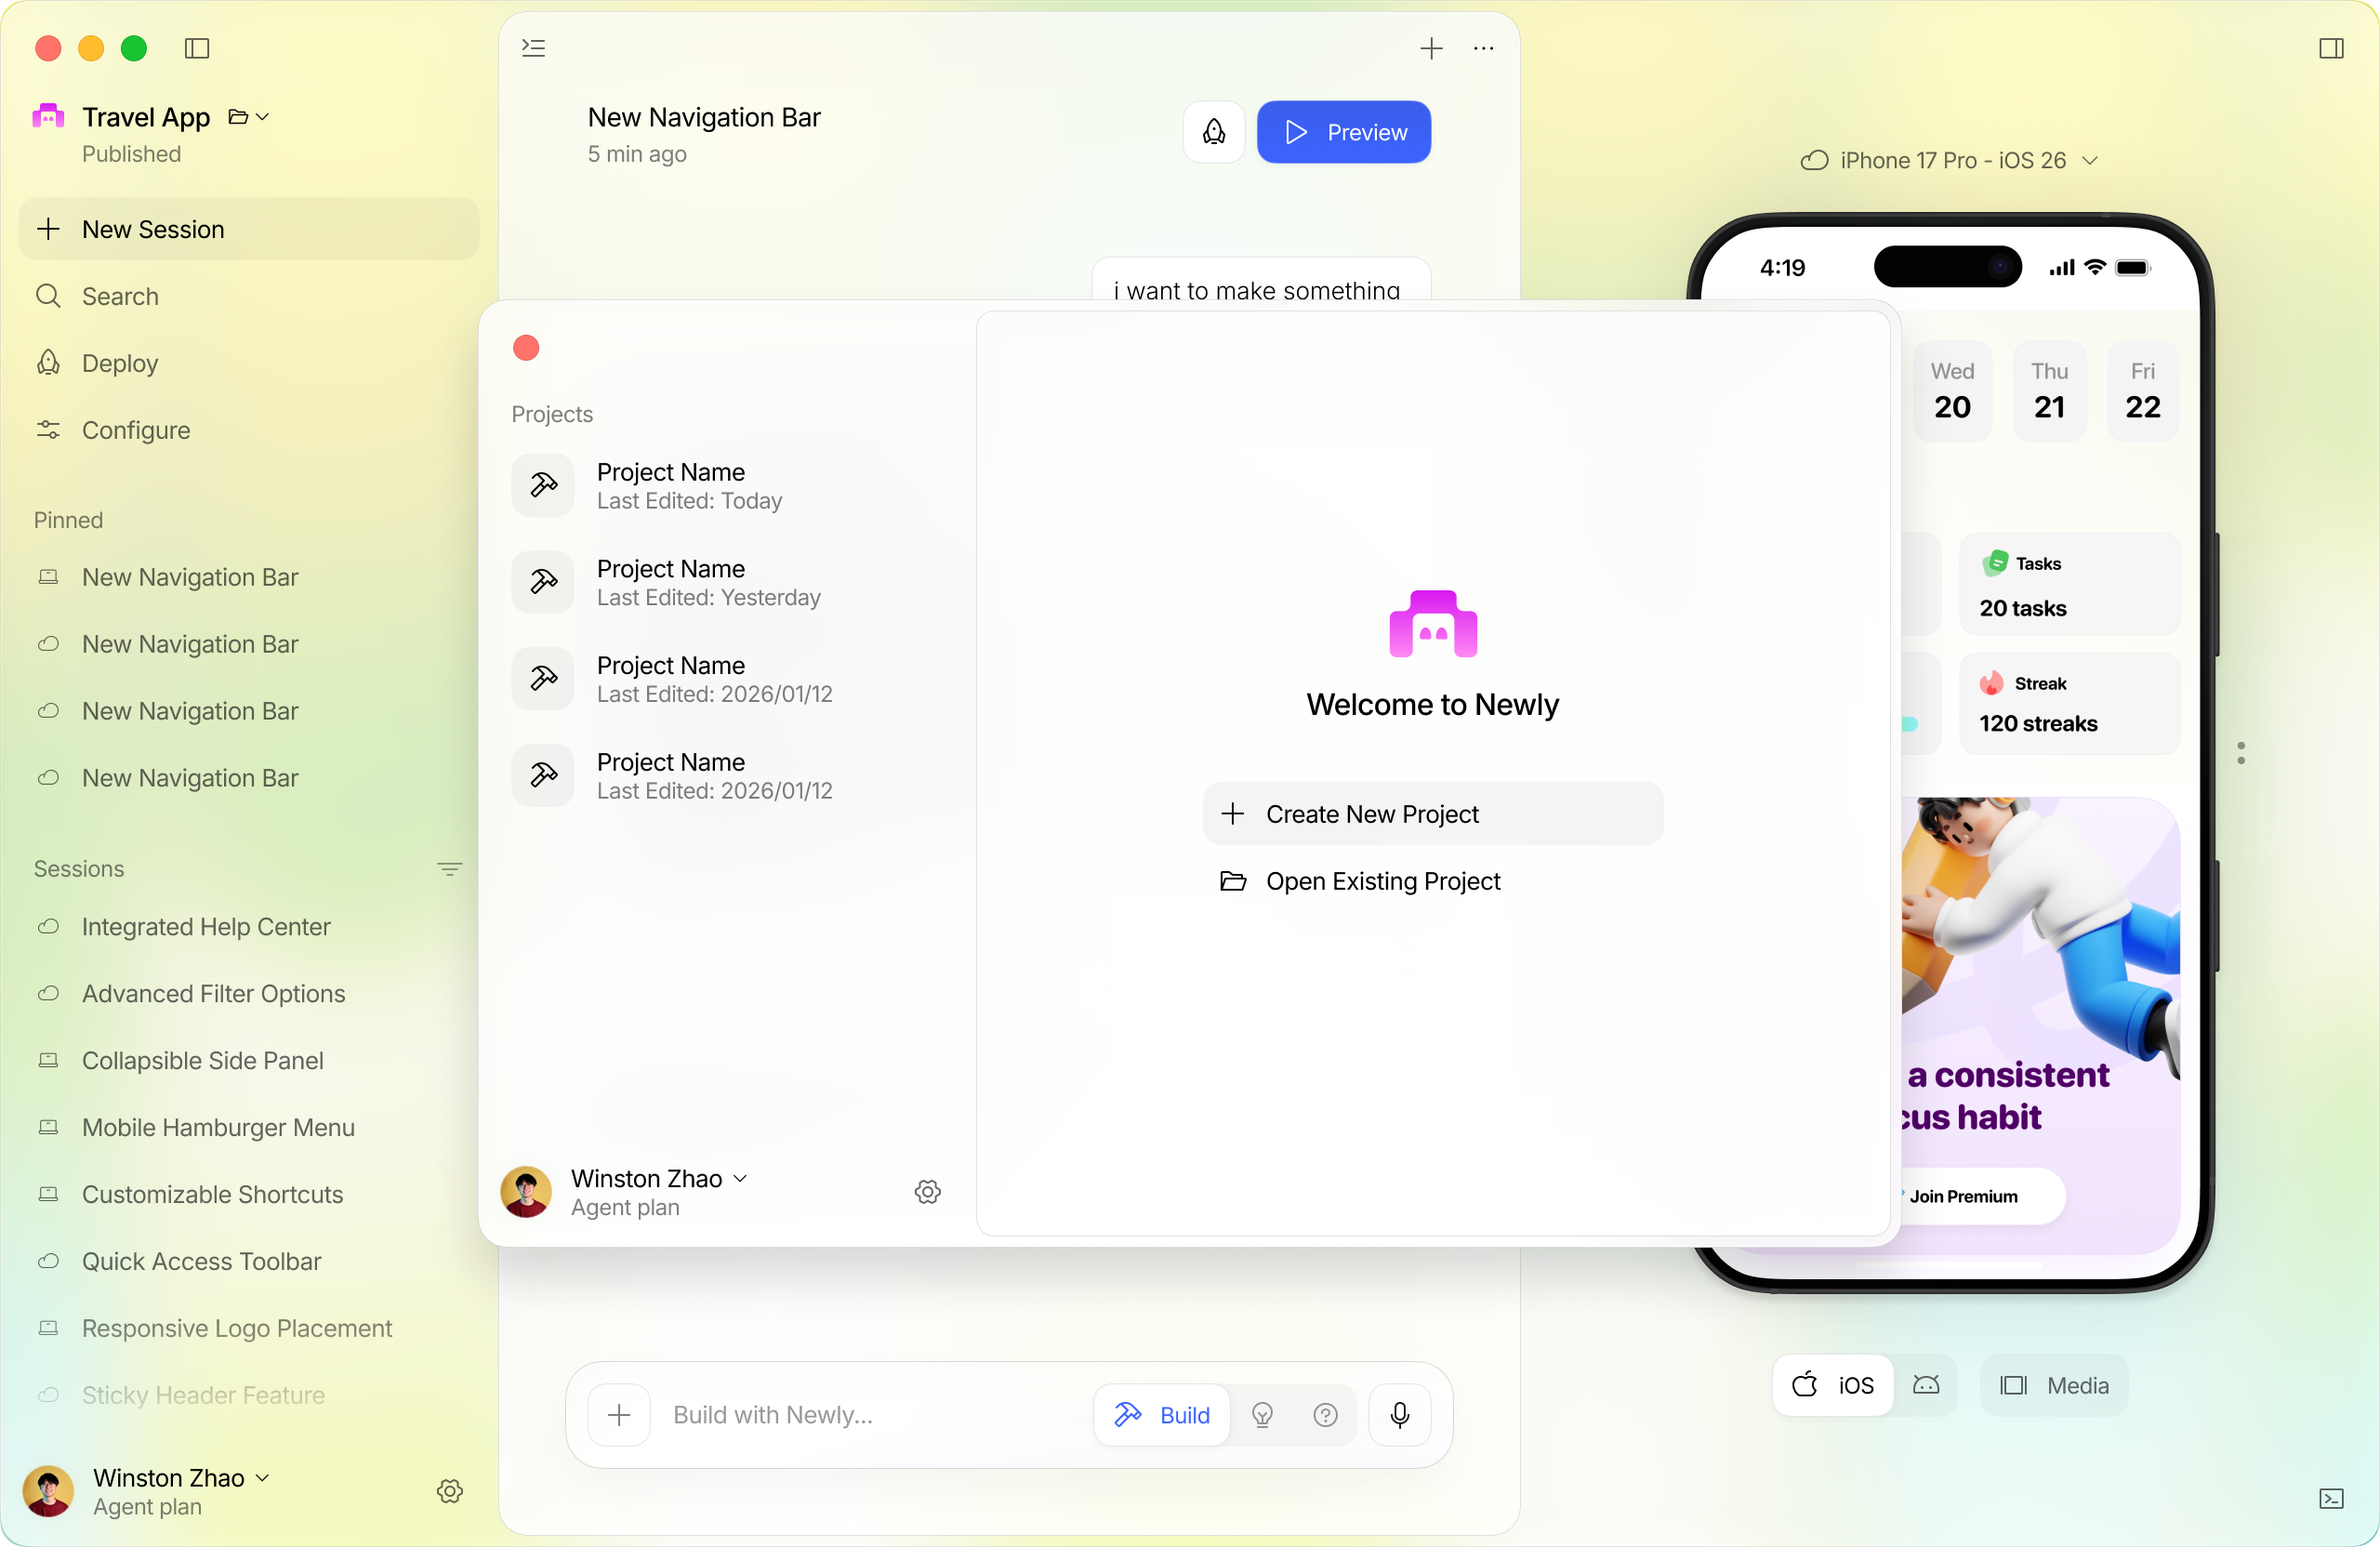 Travel App
Published
New Session
Search
Deploy
Configure
Pinned
New Navigation Bar
New Navigation Bar
New Navigation Bar
New Navigation Bar
Sessions
Integrated Help Center
Advanced Filter Options
Collapsible Side Panel
Mobile Hamburger Menu
Customizable Shortcuts
Quick Access Toolbar
Responsive Logo Placement
Sticky Header Feature
Winston Zhao
Agent plan
New Navigation Bar
5 min ago
Preview
i want to make something
Projects
Project Name
Last Edited: Today
Project Name
Last Edited: Yesterday
Project Name
Last Edited: 2026/01/12
Project Name
Last Edited: 2026/01/12
Winston Zhao
Agent plan
Welcome to Newly
Create New Project
Open Existing Project
Build with Newly...
Build
iPhone 17 Pro - iOS 26
4:19
Wed
20
Thu
21
Fri
22
Tasks
20 tasks
Streak
120 streaks
a consistent
habit
Join Premium
iOS
Media